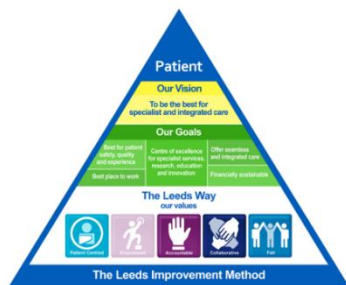 Patient
Our Vision
To be the best for
specialist and integrated care
Our Goals
Best for patient
safety, quality
and experience
Best place to work
Centre of excellence
for specialist services,
research, education
and innovation
Offer seamless
and integrated care
Financially sustainable
The Leeds Way
our values
Patient Centred
Empowered
Accountable
Collaborative
Fair
The Leeds Improvement Method